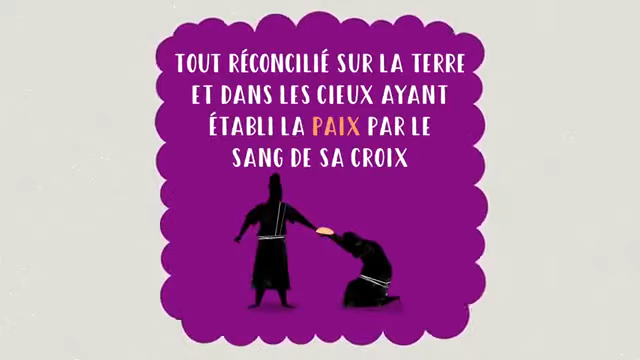 TOUT RÉCONCILIÉ SUR LA TERRE
ET DANS LES CIEUX AYANT
ÉTABLI LA PAIX PAR LE
SANG DE SA CROIX